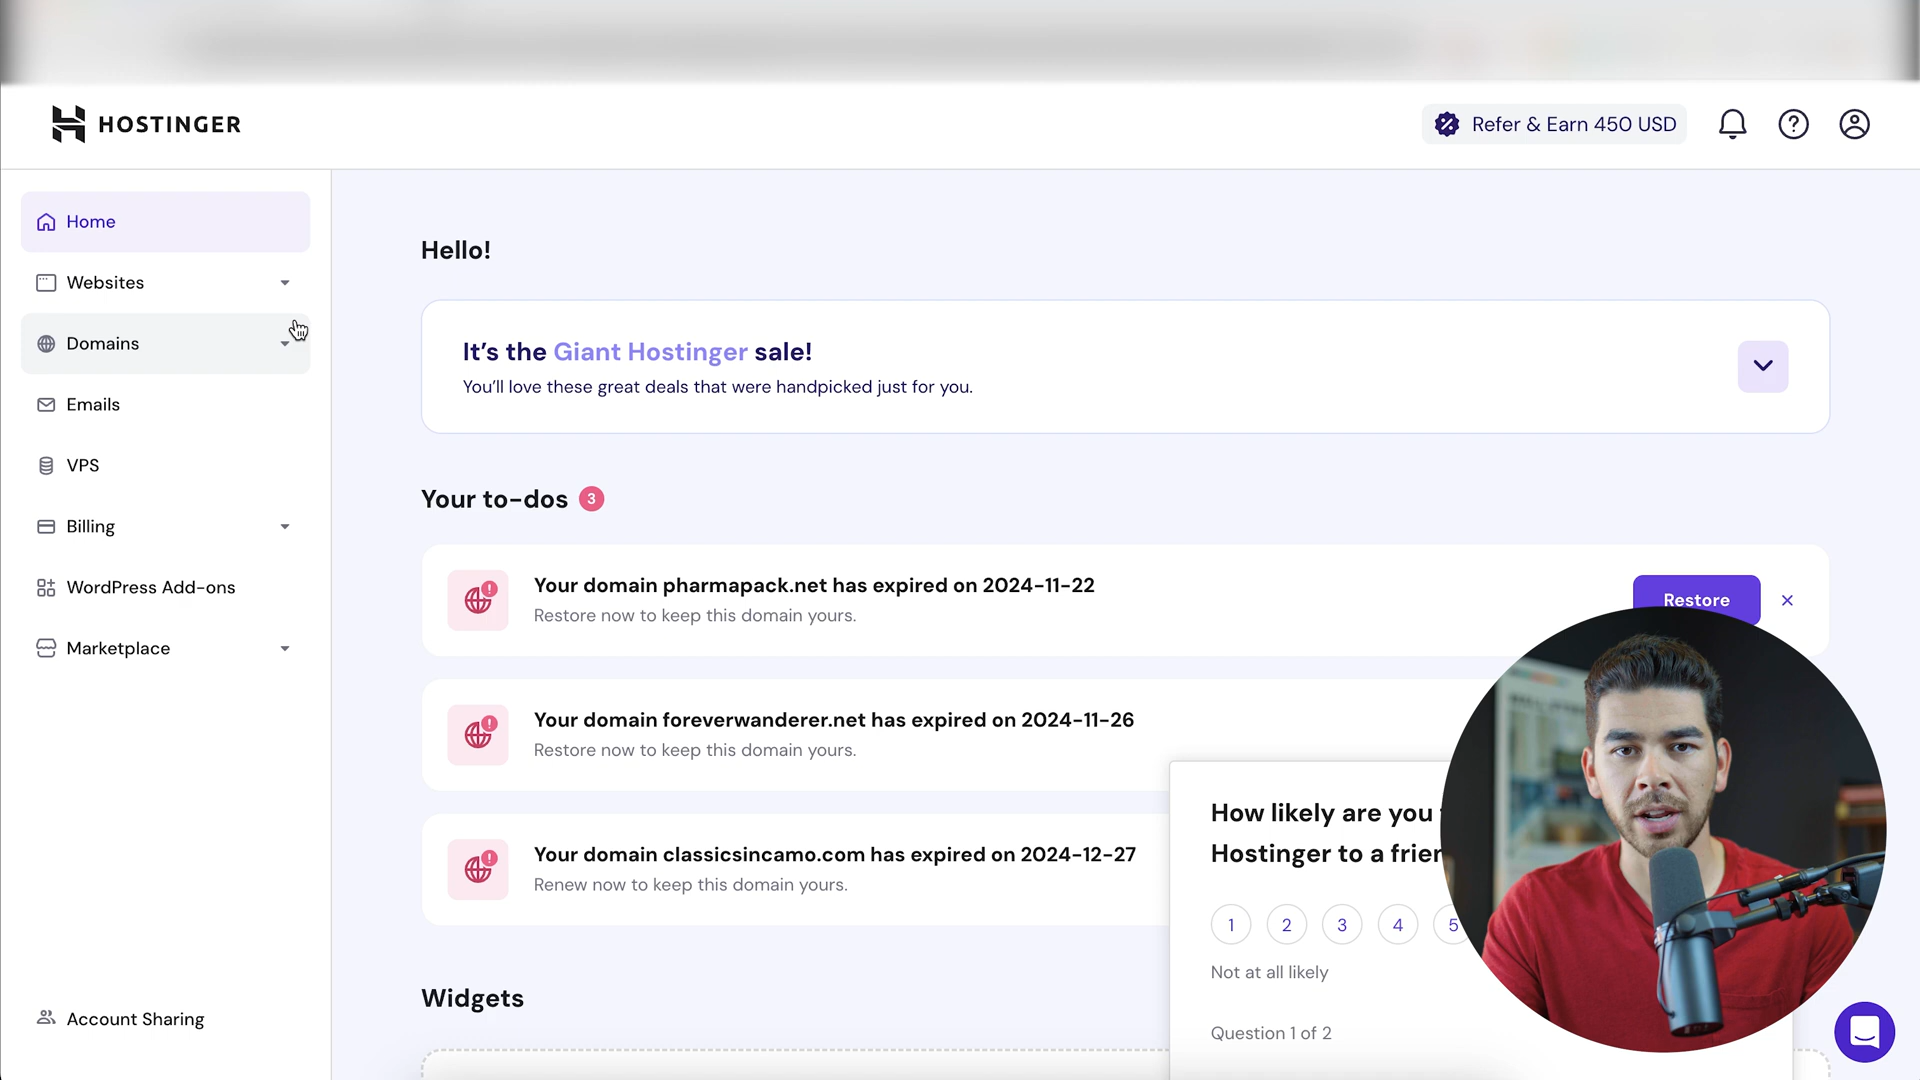 HOSTINGER
Refer & Earn 450 USD
Home
Websites
Domains
Emails
VPS
Billing
WordPress Add-ons
Marketplace
Account Sharing
Hello!
It's the Giant Hostinger sale!
You'll love these great deals that were handpicked just for you.
Your to-dos 3
Your domain pharmapack.net has expired on 2024-11-22
Restore now to keep this domain yours.
Restore
Your domain foreverwanderer.net has expired on 2024-11-26
Restore now to keep this domain yours.
Your domain classicsincamo.com has expired on 2024-12-27
Renew now to keep this domain yours.
Widgets
How likely are you
Hostinger to a frien
1 2 3 4 5
Not at all likely
Question 1 of 2